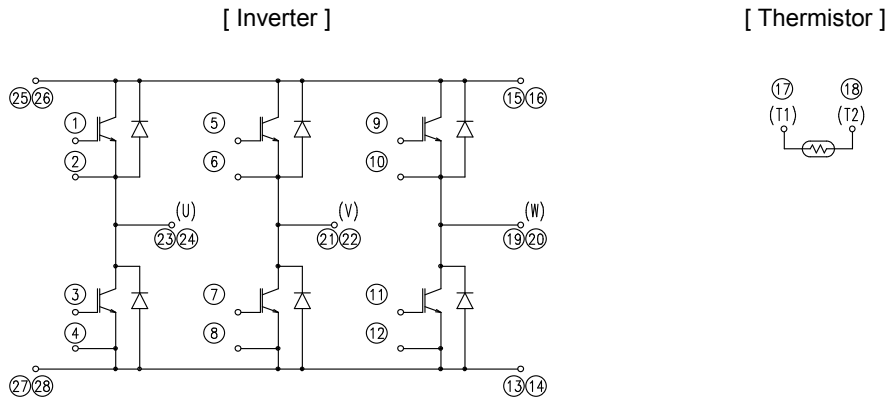 [ Inverter ] [ Thermistor ]
25 26 15 16 17 18
1 5 9 (T1) (T2)
2 6 10
(U) (V) (W)
23 24 21 22 19 20
3 7 11
4 8 12
27 28 13 14